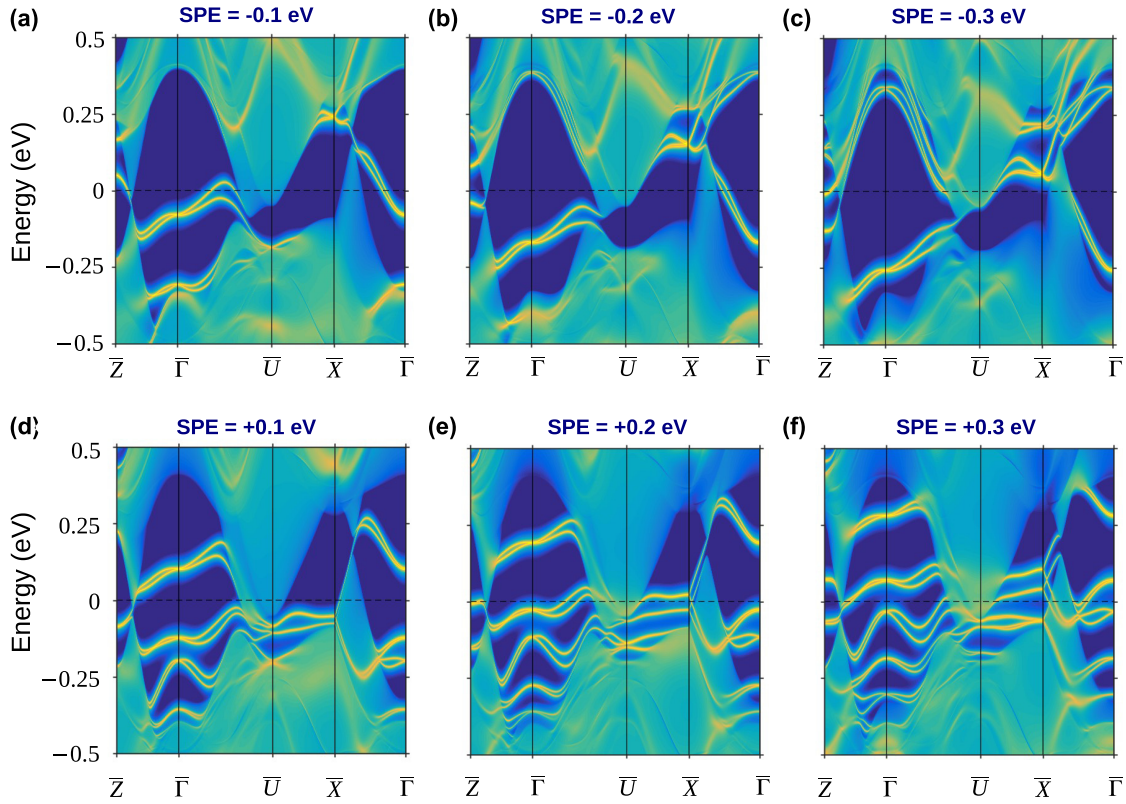 (a) SPE = -0.1 eV (b) SPE = -0.2 eV (c) SPE = -0.3 eV
0.5
0.25
0
−0.25
−0.5
Energy (eV)
Z̅ Γ̅ U̅ X̅ Γ̅ Z̅ Γ̅ U̅ X̅ Γ̅ Z̅ Γ̅ U̅ X̅ Γ̅
(d) SPE = +0.1 eV (e) SPE = +0.2 eV (f) SPE = +0.3 eV
0.5
0.25
0
−0.25
−0.5
Energy (eV)
Z̅ Γ̅ U̅ X̅ Γ̅ Z̅ Γ̅ U̅ X̅ Γ̅ Z̅ Γ̅ U̅ X̅ Γ̅